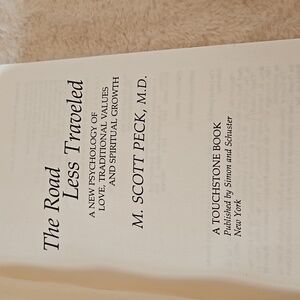 The Road
Less Traveled
A NEW PSYCHOLOGY OF
LOVE, TRADITIONAL VALUES
AND SPIRITUAL GROWTH
M. SCOTT PECK, M.D.
A TOUCHSTONE BOOK
Published by Simon and Schuster
New York